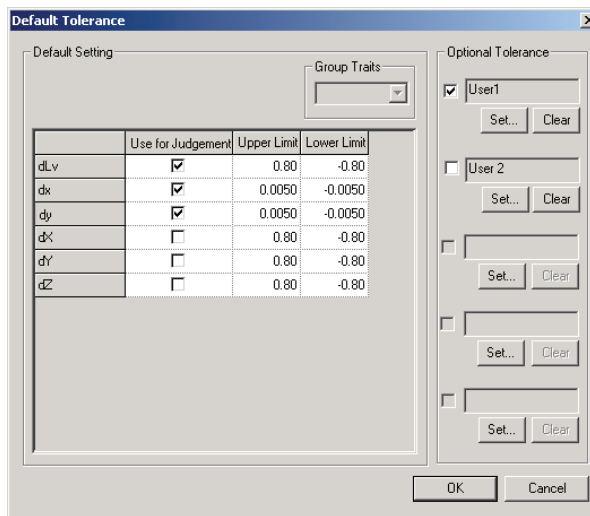 Default Tolerance
Default Setting
Group Traits
Use for Judgement Upper Limit Lower Limit
dLv 0.80 -0.80
dx 0.0050 -0.0050
dy 0.0050 -0.0050
dX 0.80 -0.80
dY 0.80 -0.80
dZ 0.80 -0.80
Optional Tolerance
User1
Set... Clear
User 2
Set... Clear
Set... Clear
Set... Clear
Set... Clear
OK Cancel